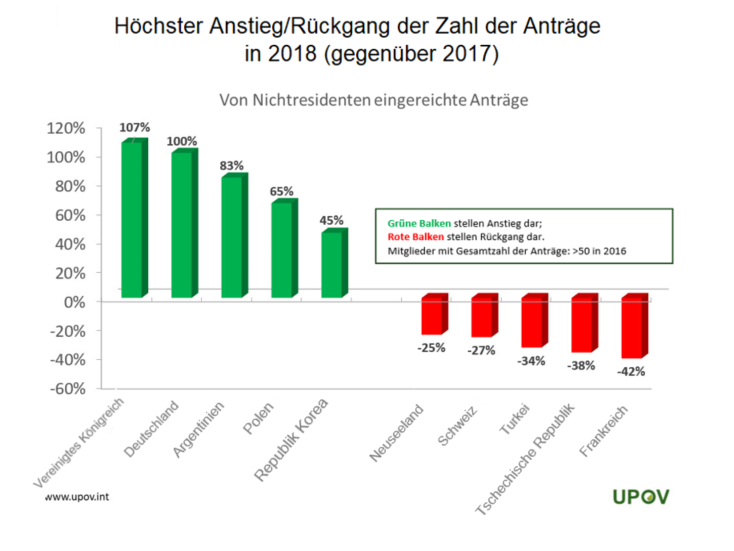 Höchster Anstieg/Rückgang der Zahl der Anträge
in 2018 (gegenüber 2017)
Von Nichtresidenten eingereichte Anträge
120%
100%
80%
60%
40%
20%
0%
-20%
-40%
-60%
107%
100%
83%
65%
45%
-25%
-27%
-34%
-38%
-42%
Grüne Balken stellen Anstieg dar;
Rote Balken stellen Rückgang dar.
Mitglieder mit Gesamtzahl der Anträge: >50 in 2016
Vereinigtes Königreich
Deutschland
Argentinien
Polen
Republik Korea
Neuseeland
Schweiz
Turkei
Tschechische Republik
Frankreich
www.upov.int
UPOV